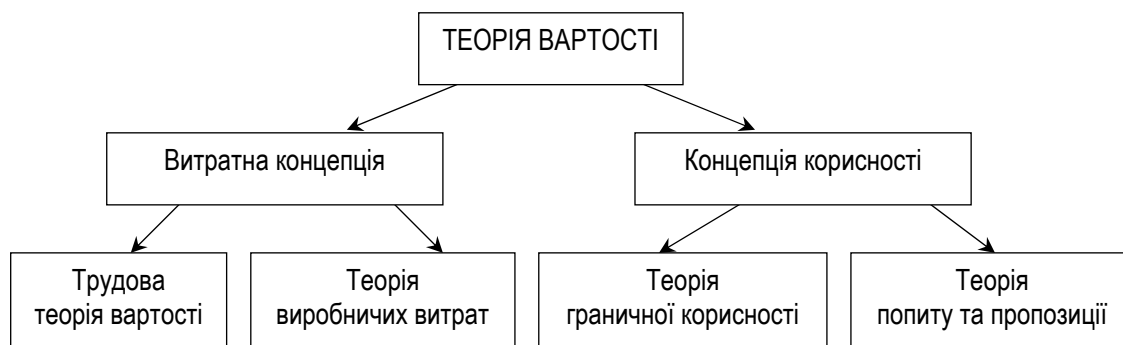 ТЕОРІЯ ВАРТОСТІ
Витратна концепція
Концепція корисності
Трудова
теорія вартості
Теорія
виробничих витрат
Теорія
граничної корисності
Теорія
попиту та пропозиції